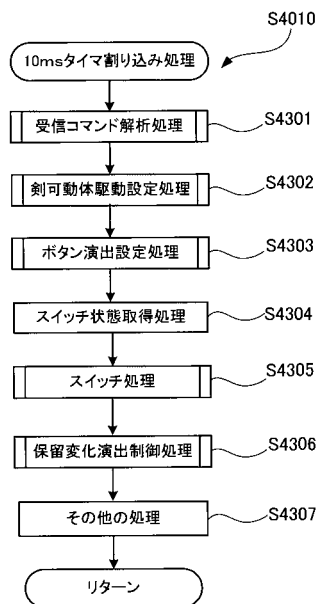 S4010
10msタイマ割り込み処理
受信コマンド解析処理
S4301
剣可動体駆動設定処理
S4302
ボタン演出設定処理
S4303
スイッチ状態取得処理
S4304
スイッチ処理
S4305
保留変化演出制御処理
S4306
その他の処理
S4307
リターン